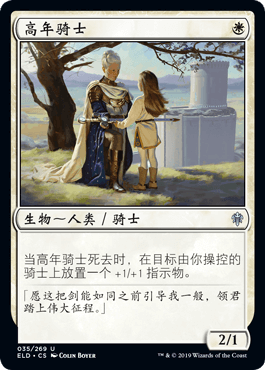 高年骑士
生物～人类 / 骑士
当高年骑士死去时，在目标由你操控的
骑士上放置一个 +1/+1 指示物。
「愿这把剑能如同之前引导我一般，领君
踏上伟大征程。」
2/1
035/269 U
ELD • CS COLIN BOYER
™ & © 2019 Wizards of the Coast